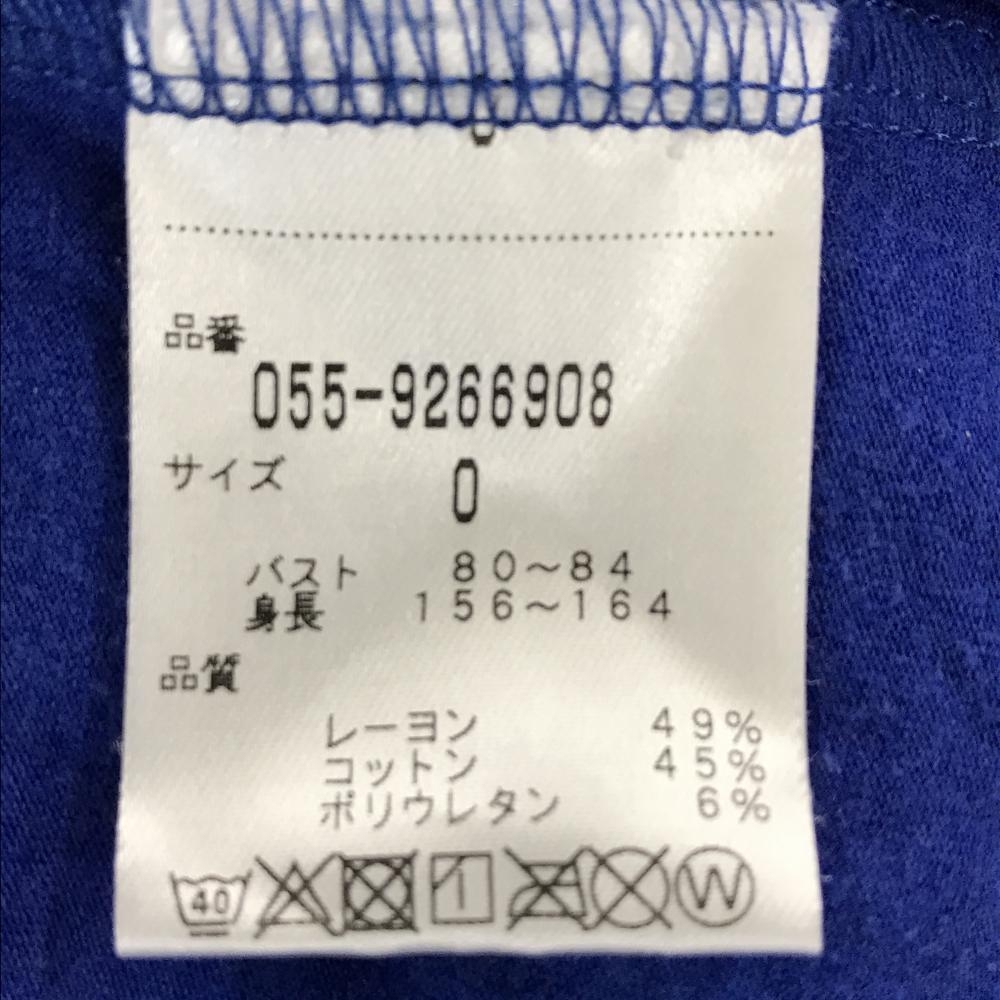 品番
055-9266908
サイズ 0
バスト 80～84
身長 156～164
品質
レーヨン 49%
コットン 45%
ポリウレタン 6%
40 W